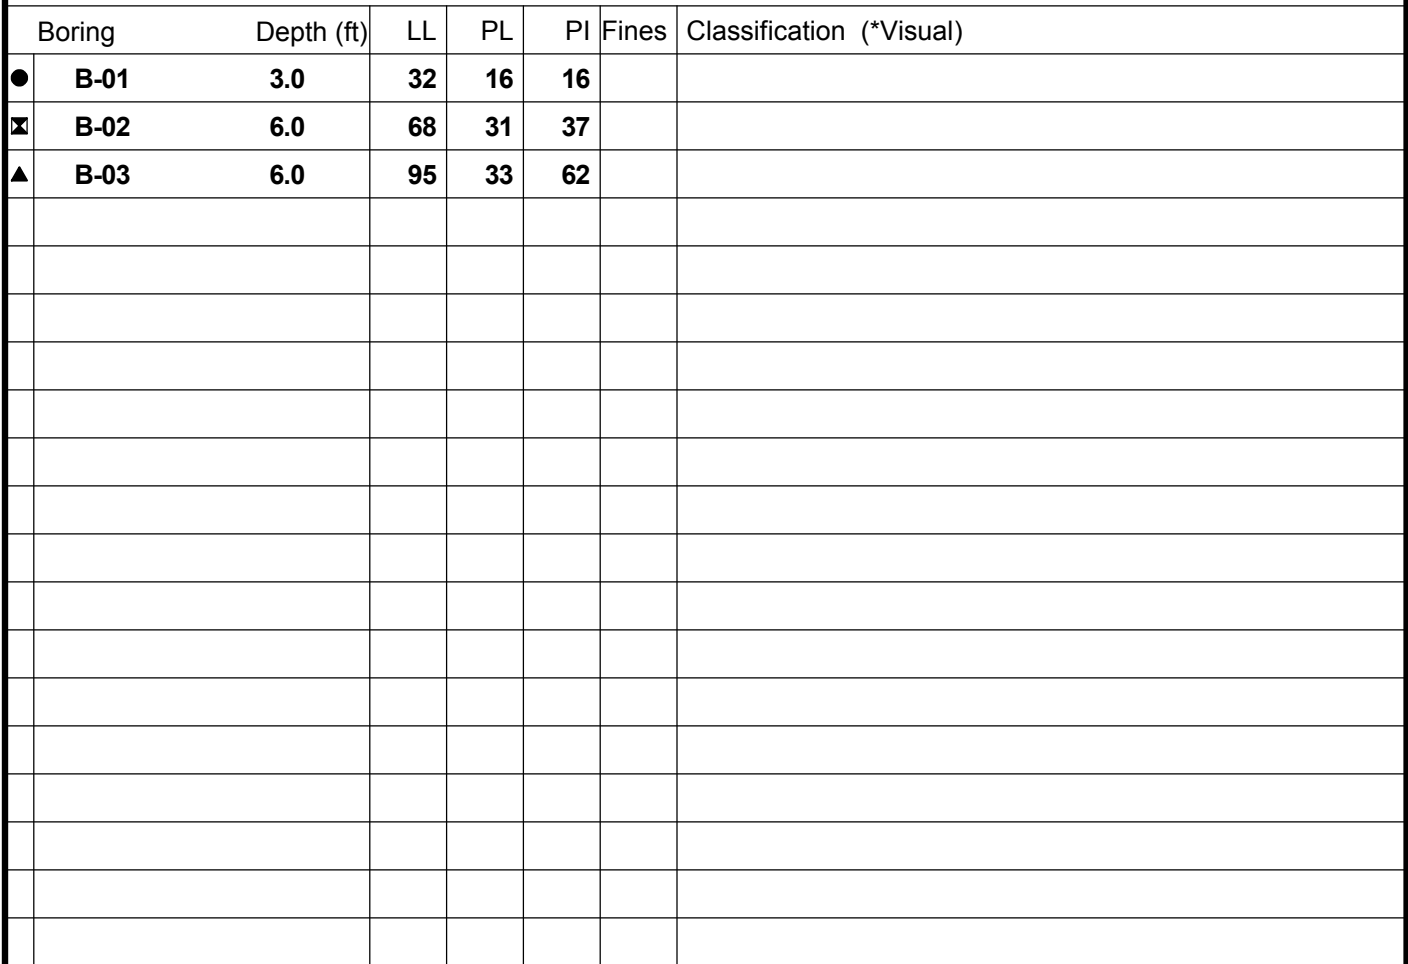 Boring Depth (ft) LL PL PI Fines Classification (*Visual)
B-01 3.0 32 16 16
B-02 6.0 68 31 37
B-03 6.0 95 33 62